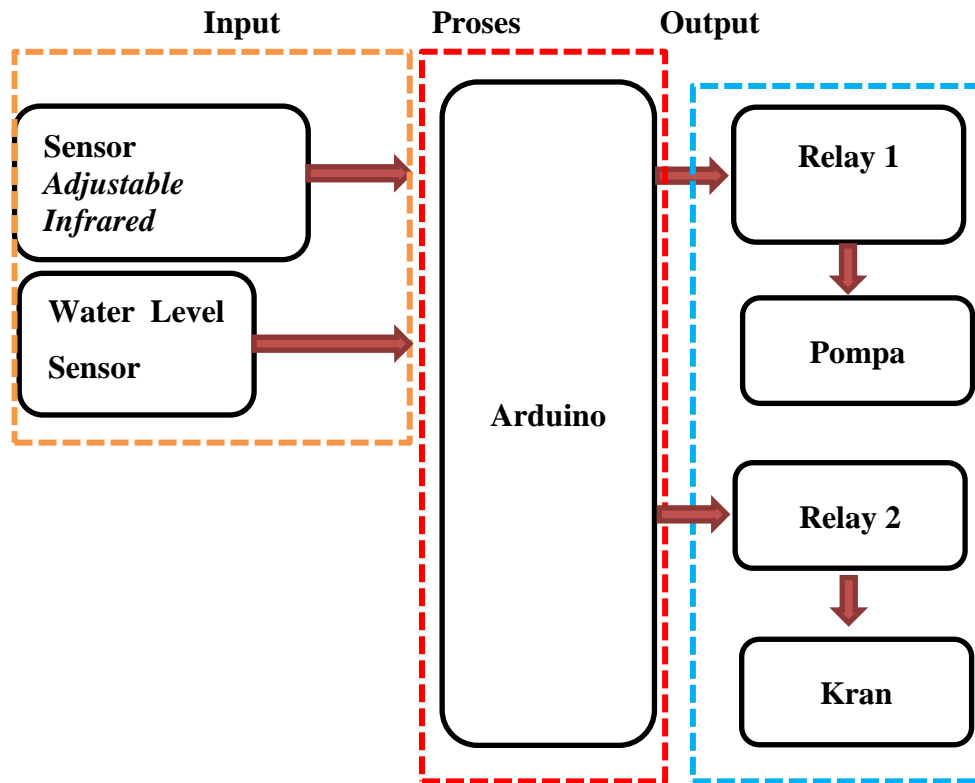 Input Proses Output
Sensor
Adjustable
Infrared
Water Level
Sensor
Arduino
Relay 1
Pompa
Relay 2
Kran